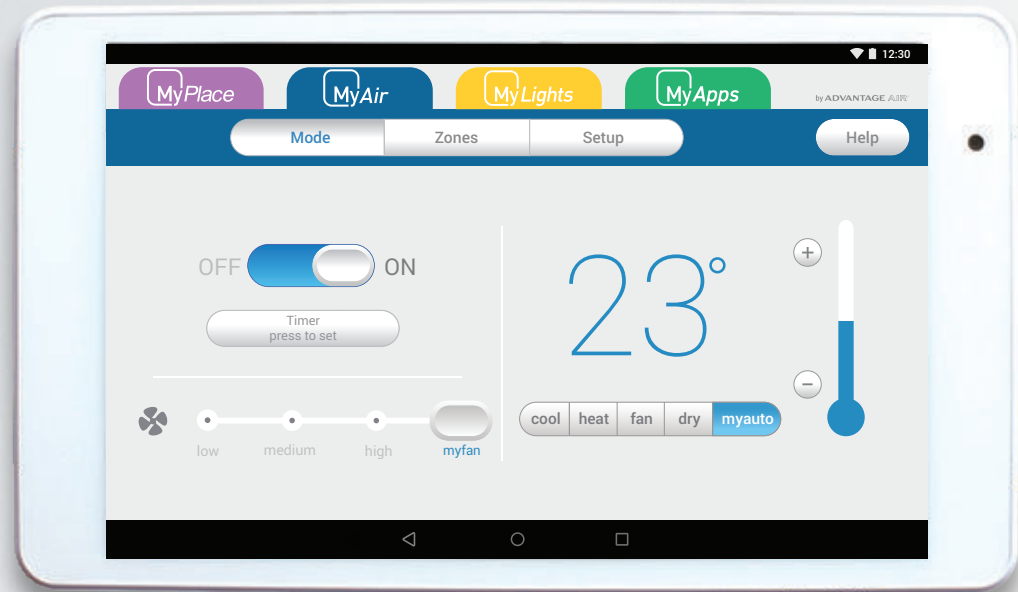 12:30
MyPlace
MyAir
MyLights
MyApps
by ADVANTAGE AIR
Mode
Zones
Setup
Help
OFF
ON
Timer
press to set
23°
+
−
low
medium
high
myfan
cool
heat
fan
dry
myauto